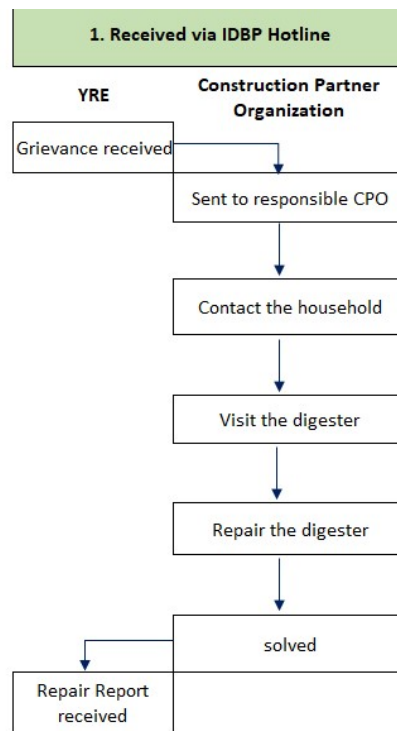 1. Received via IDBP Hotline
YRE
Construction Partner
Organization
Grievance received
Sent to responsible CPO
Contact the household
Visit the digester
Repair the digester
solved
Repair Report
received